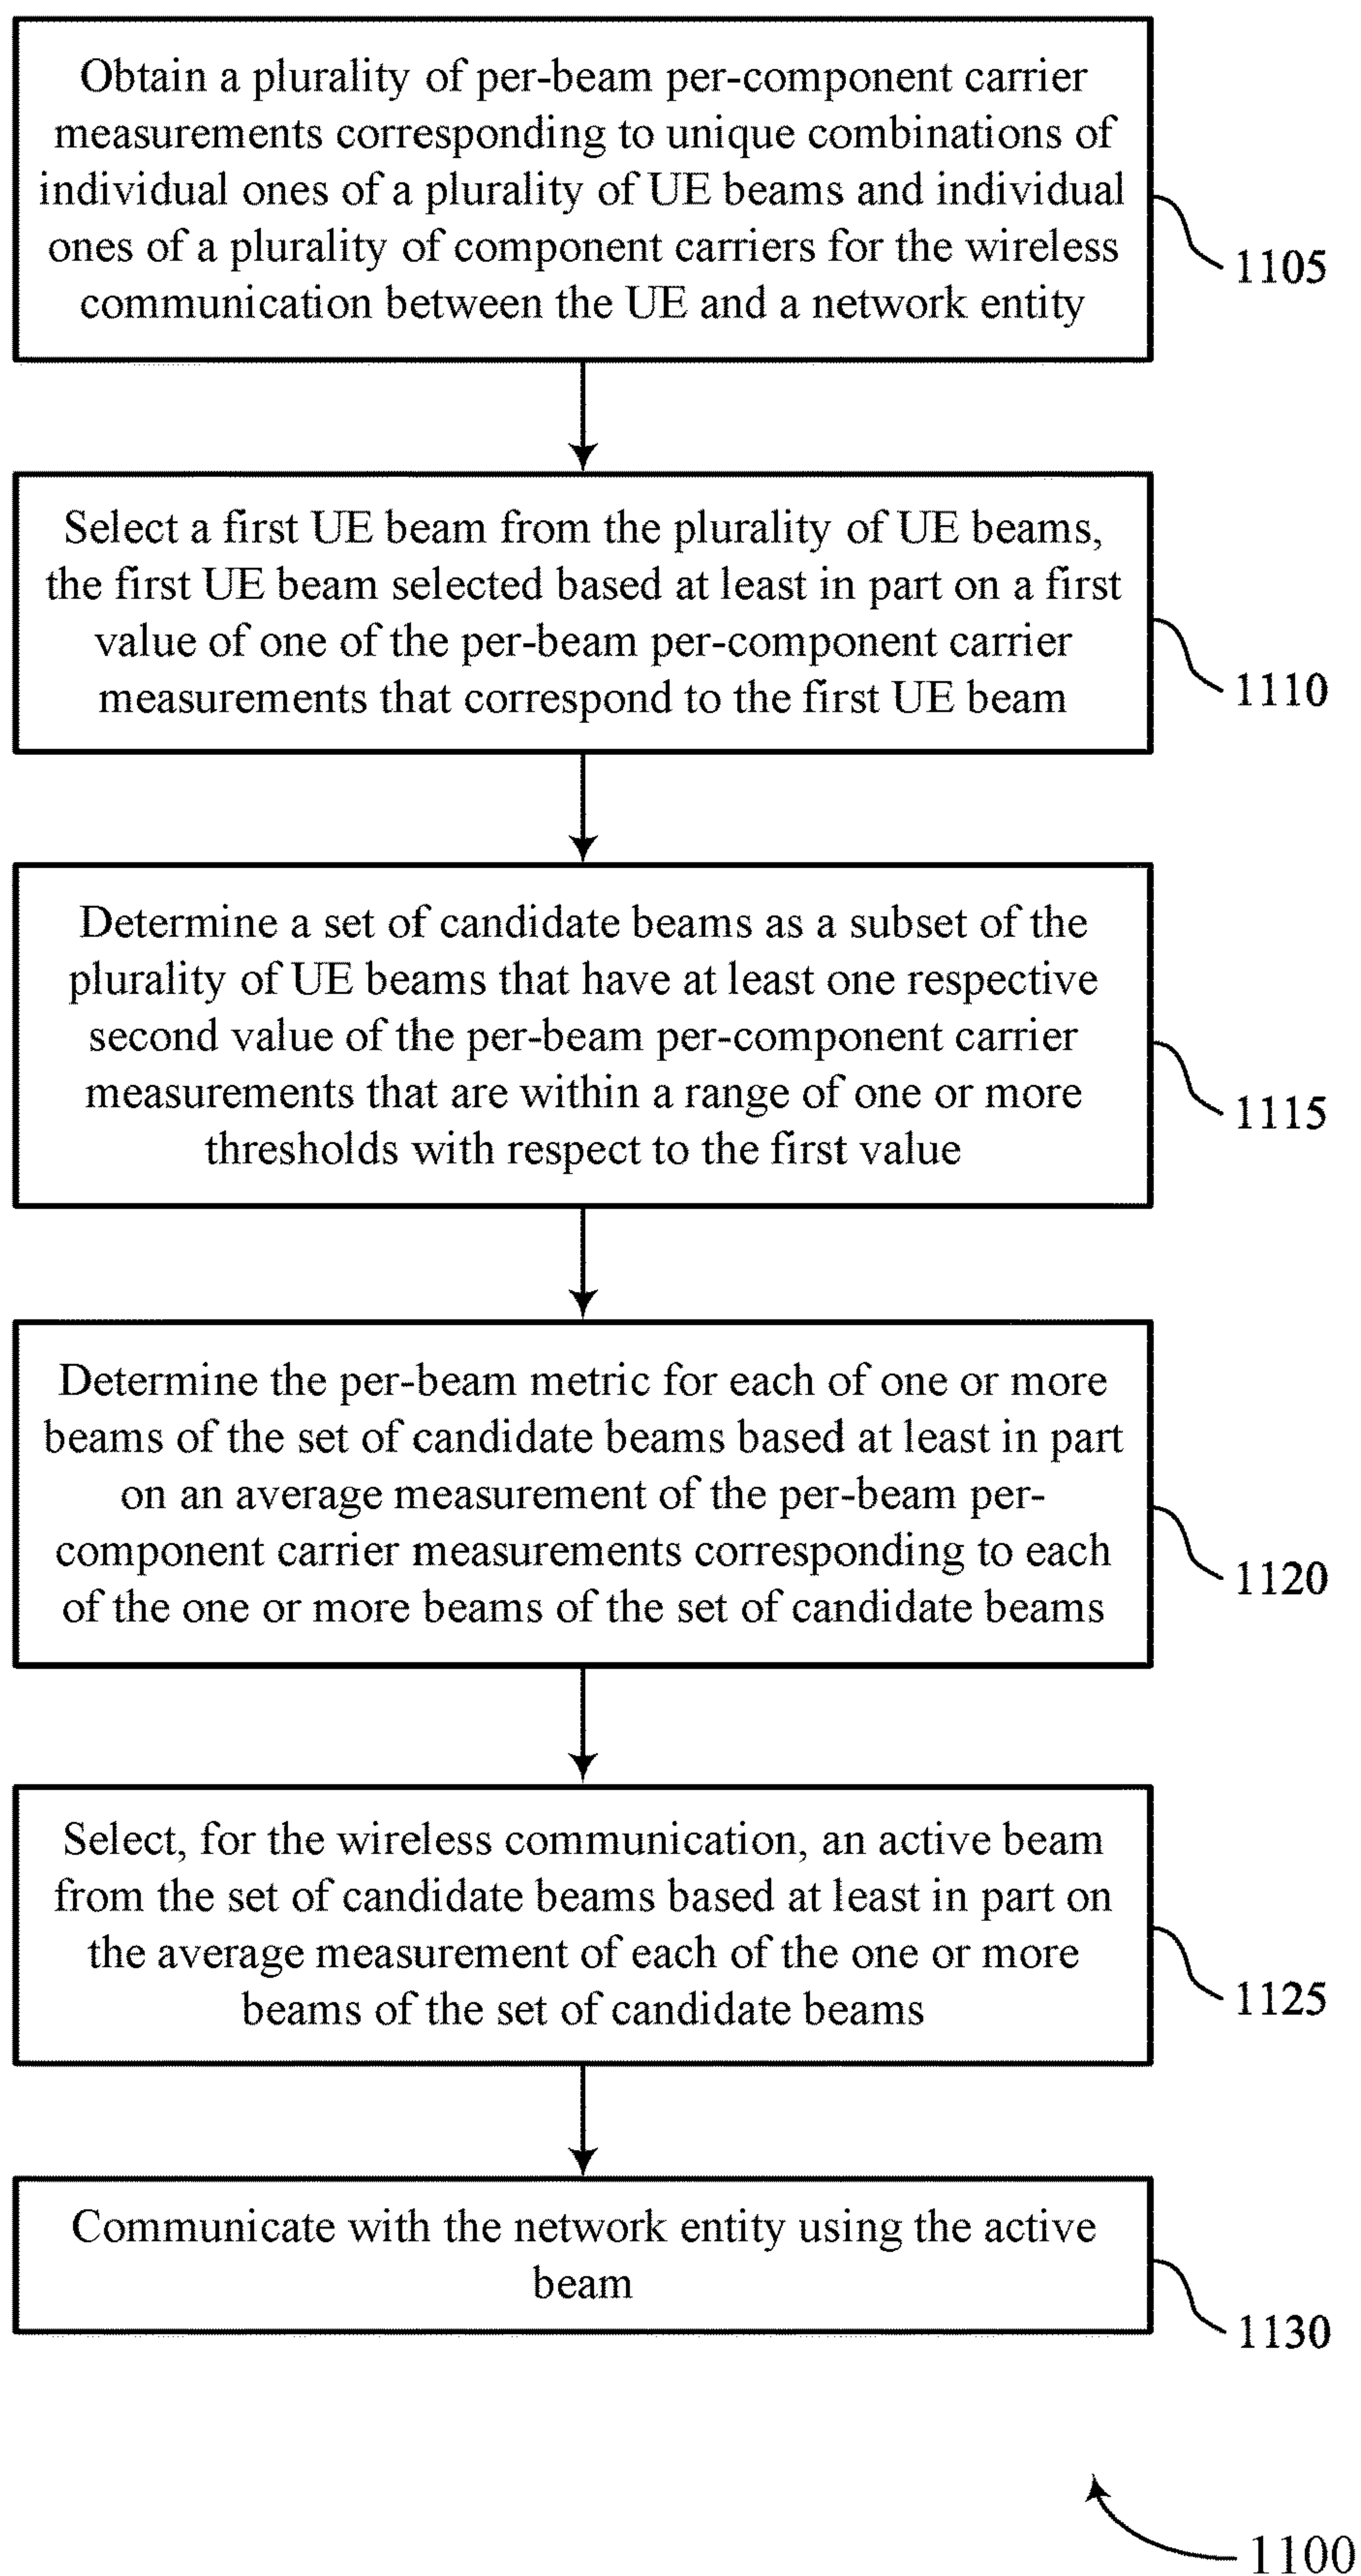 Obtain a plurality of per-beam per-component carrier
measurements corresponding to unique combinations of
individual ones of a plurality of UE beams and individual
ones of a plurality of component carriers for the wireless
communication between the UE and a network entity
1105
Select a first UE beam from the plurality of UE beams,
the first UE beam selected based at least in part on a first
value of one of the per-beam per-component carrier
measurements that correspond to the first UE beam
1110
Determine a set of candidate beams as a subset of the
plurality of UE beams that have at least one respective
second value of the per-beam per-component carrier
measurements that are within a range of one or more
thresholds with respect to the first value
1115
Determine the per-beam metric for each of one or more
beams of the set of candidate beams based at least in part
on an average measurement of the per-beam per-
component carrier measurements corresponding to each
of the one or more beams of the set of candidate beams
1120
Select, for the wireless communication, an active beam
from the set of candidate beams based at least in part on
the average measurement of each of the one or more
beams of the set of candidate beams
1125
Communicate with the network entity using the active
beam
1130
1100